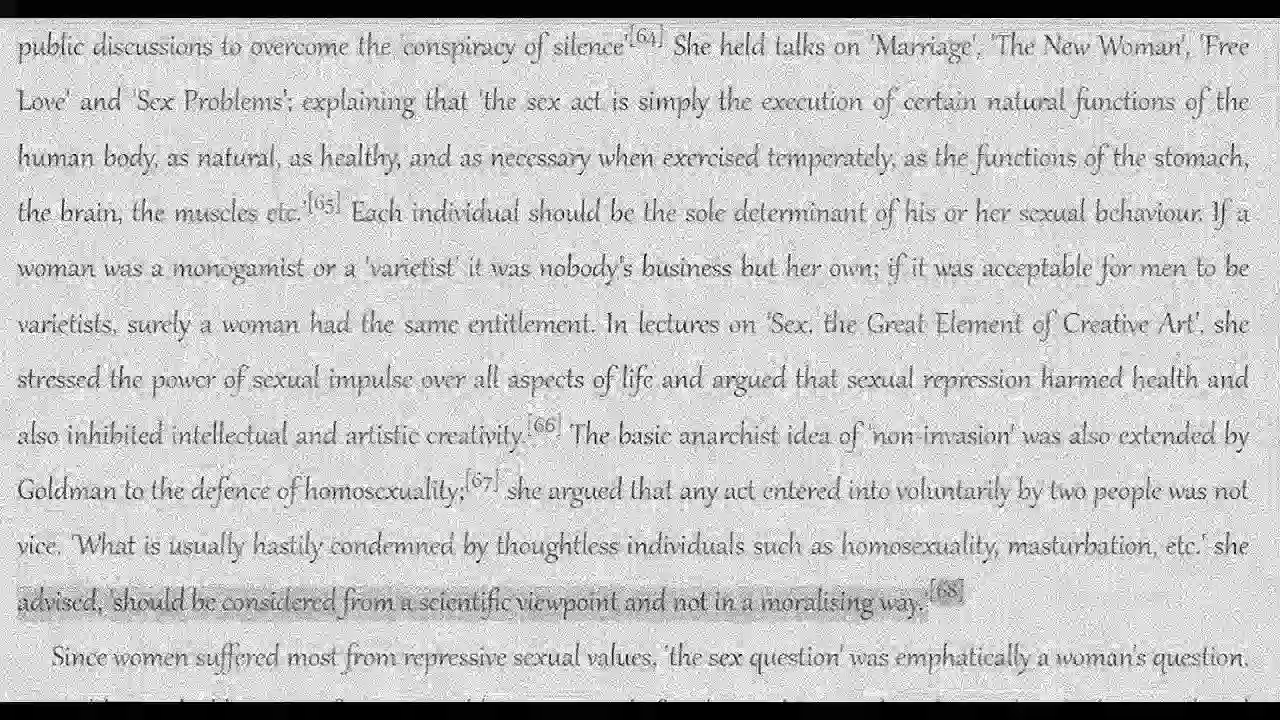 public discussions to overcome the 'conspiracy of silence'[64] She held talks on 'Marriage', 'The New Woman', 'Free
Love' and 'Sex Problems'; explaining that 'the sex act is simply the execution of certain natural functions of the
human body, as natural, as healthy, and as necessary when exercised temperately, as the functions of the stomach,
the brain, the muscles etc.'[65] Each individual should be the sole determinant of his or her sexual behaviour. If a
woman was a monogamist or a 'varietist' it was nobody's business but her own; if it was acceptable for men to be
varietists, surely a woman had the same entitlement. In lectures on 'Sex, the Great Element of Creative Art', she
stressed the power of sexual impulse over all aspects of life and argued that sexual repression harmed health and
also inhibited intellectual and artistic creativity.[66] The basic anarchist idea of 'non-invasion' was also extended by
Goldman to the defence of homosexuality;[67] she argued that any act entered into voluntarily by two people was not
vice. 'What is usually hastily condemned by thoughtless individuals such as homosexuality, masturbation, etc.' she
advised, 'should be considered from a scientific viewpoint and not in a moralising way.'[68]
Since women suffered most from repressive sexual values, 'the sex question' was emphatically a woman's question.